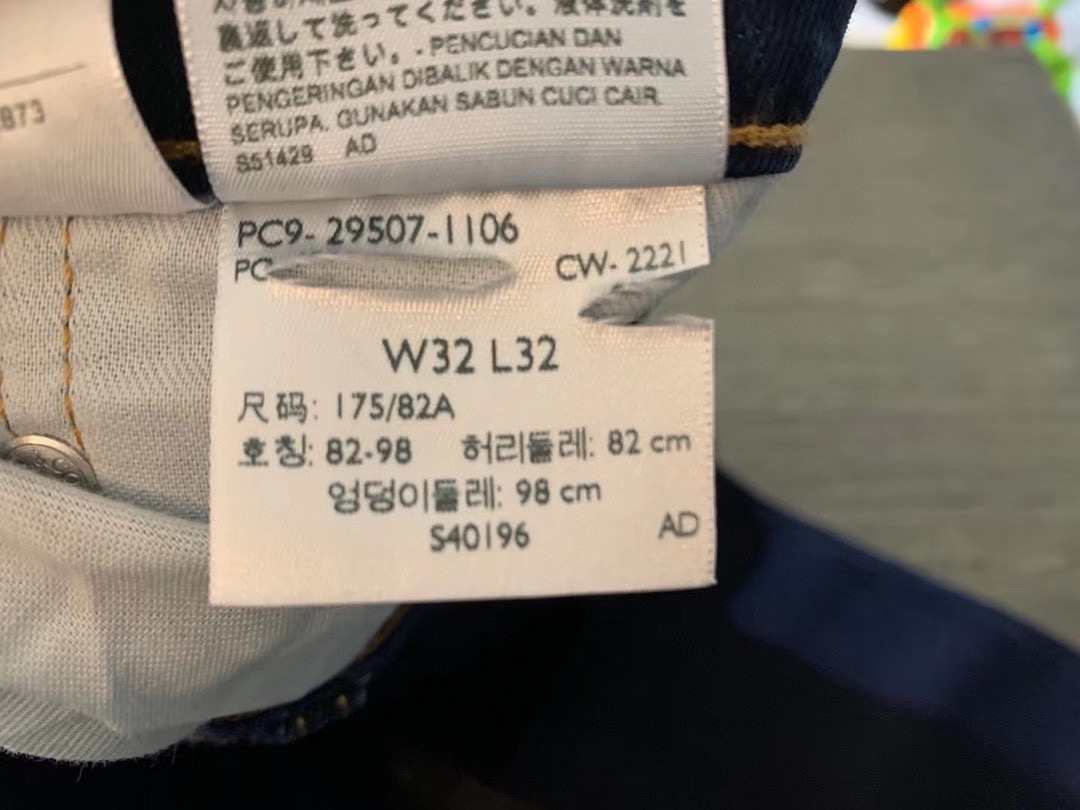 裏返して洗ってください。液体洗剤を
ご使用下さい。- PENCUCIAN DAN
PENGERINGAN DIBALIK DENGAN WARNA
SERUPA. GUNAKAN SABUN CUCI CAIR.
S51429 AD
873
PC9- 29507-1106
PC CW- 2221
W32 L32
尺码: 175/82A
호칭: 82-98 허리둘레: 82 cm
엉덩이둘레: 98 cm
S40196 AD
&CO